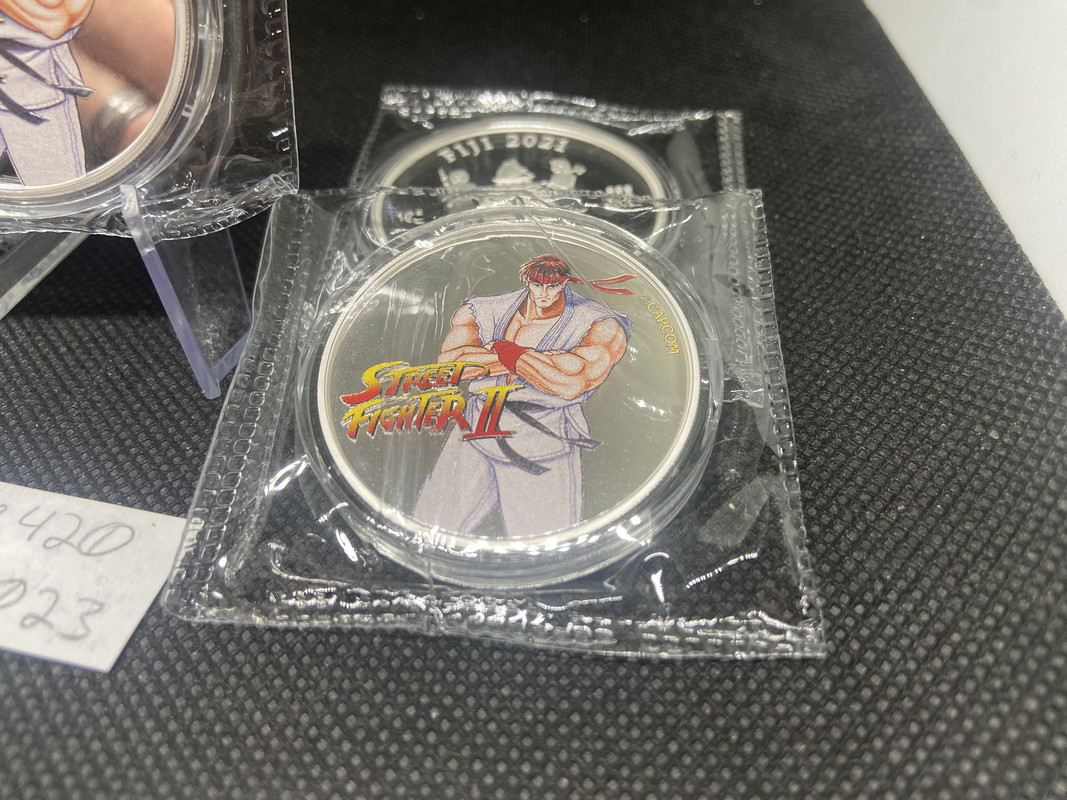 FIJI 2021
©CAPCOM
STREET
FIGHTER II
420
023